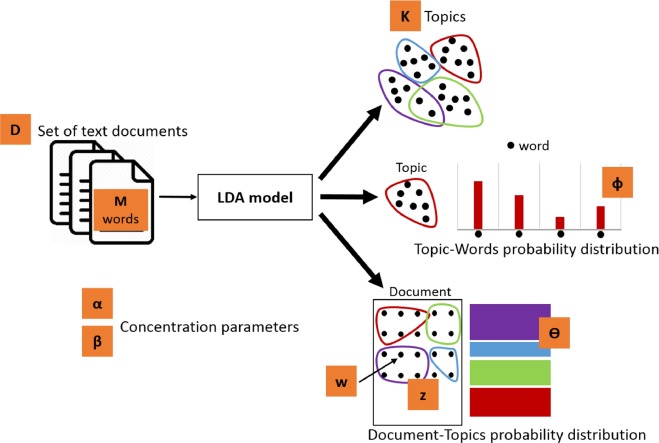 K Topics
D Set of text documents
M
words
LDA model
Topic
word
ϕ
Topic-Words probability distribution
α
β
Concentration parameters
Document
Θ
w
z
Document-Topics probability distribution